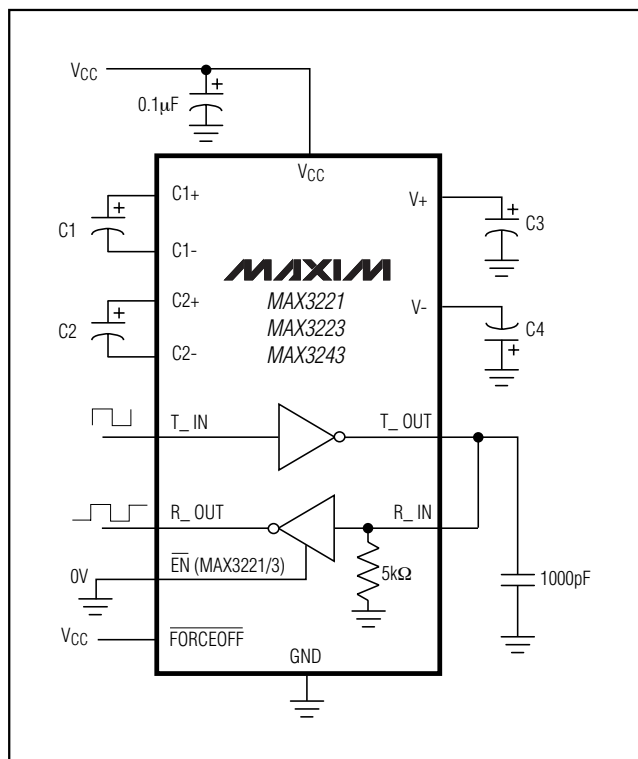 VCC
+
0.1µF
VCC
C1+
V+
+
C1
+
C3
C1-
MAXIM
C2+
MAX3221
V-
+
C2
MAX3223
C4
C2-
MAX3243
+
T_ IN
T_ OUT
R_ OUT
R_ IN
0V
EN (MAX3221/3)
5kΩ
1000pF
VCC
FORCEOFF
GND